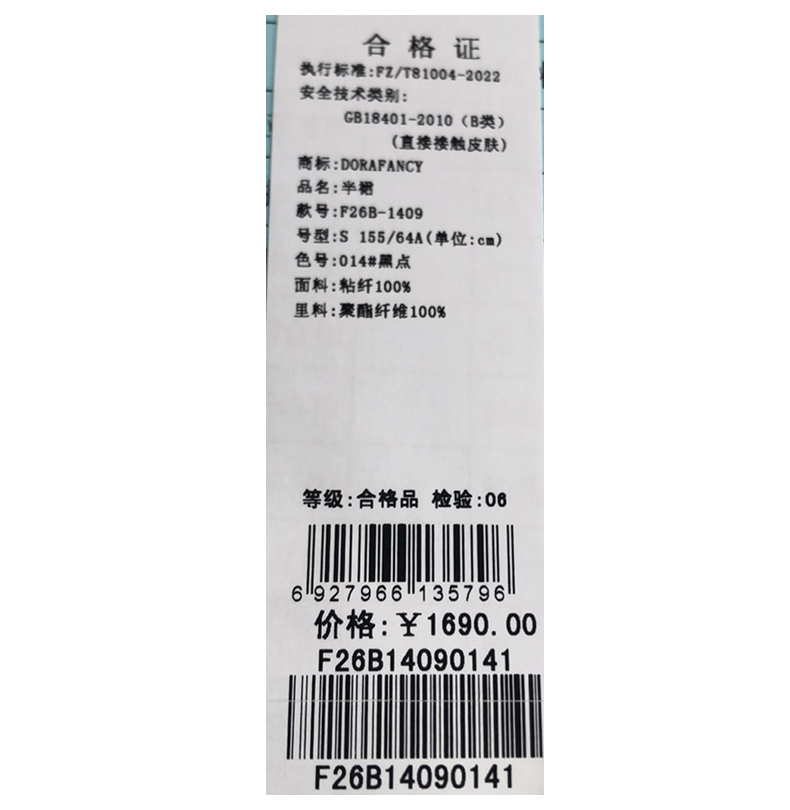 合格证
执行标准:FZ/T81004-2022
安全技术类别:
GB18401-2010（B类）
(直接接触皮肤)
商标:DORAFANCY
品名:半裙
款号:F26B-1409
号型:S 155/64A(单位:cm)
色号:014#黑点
面料:粘纤100%
里料:聚酯纤维100%
等级:合格品 检验:06
6 927966 135796
价格:￥1690.00
F26B14090141
F26B14090141